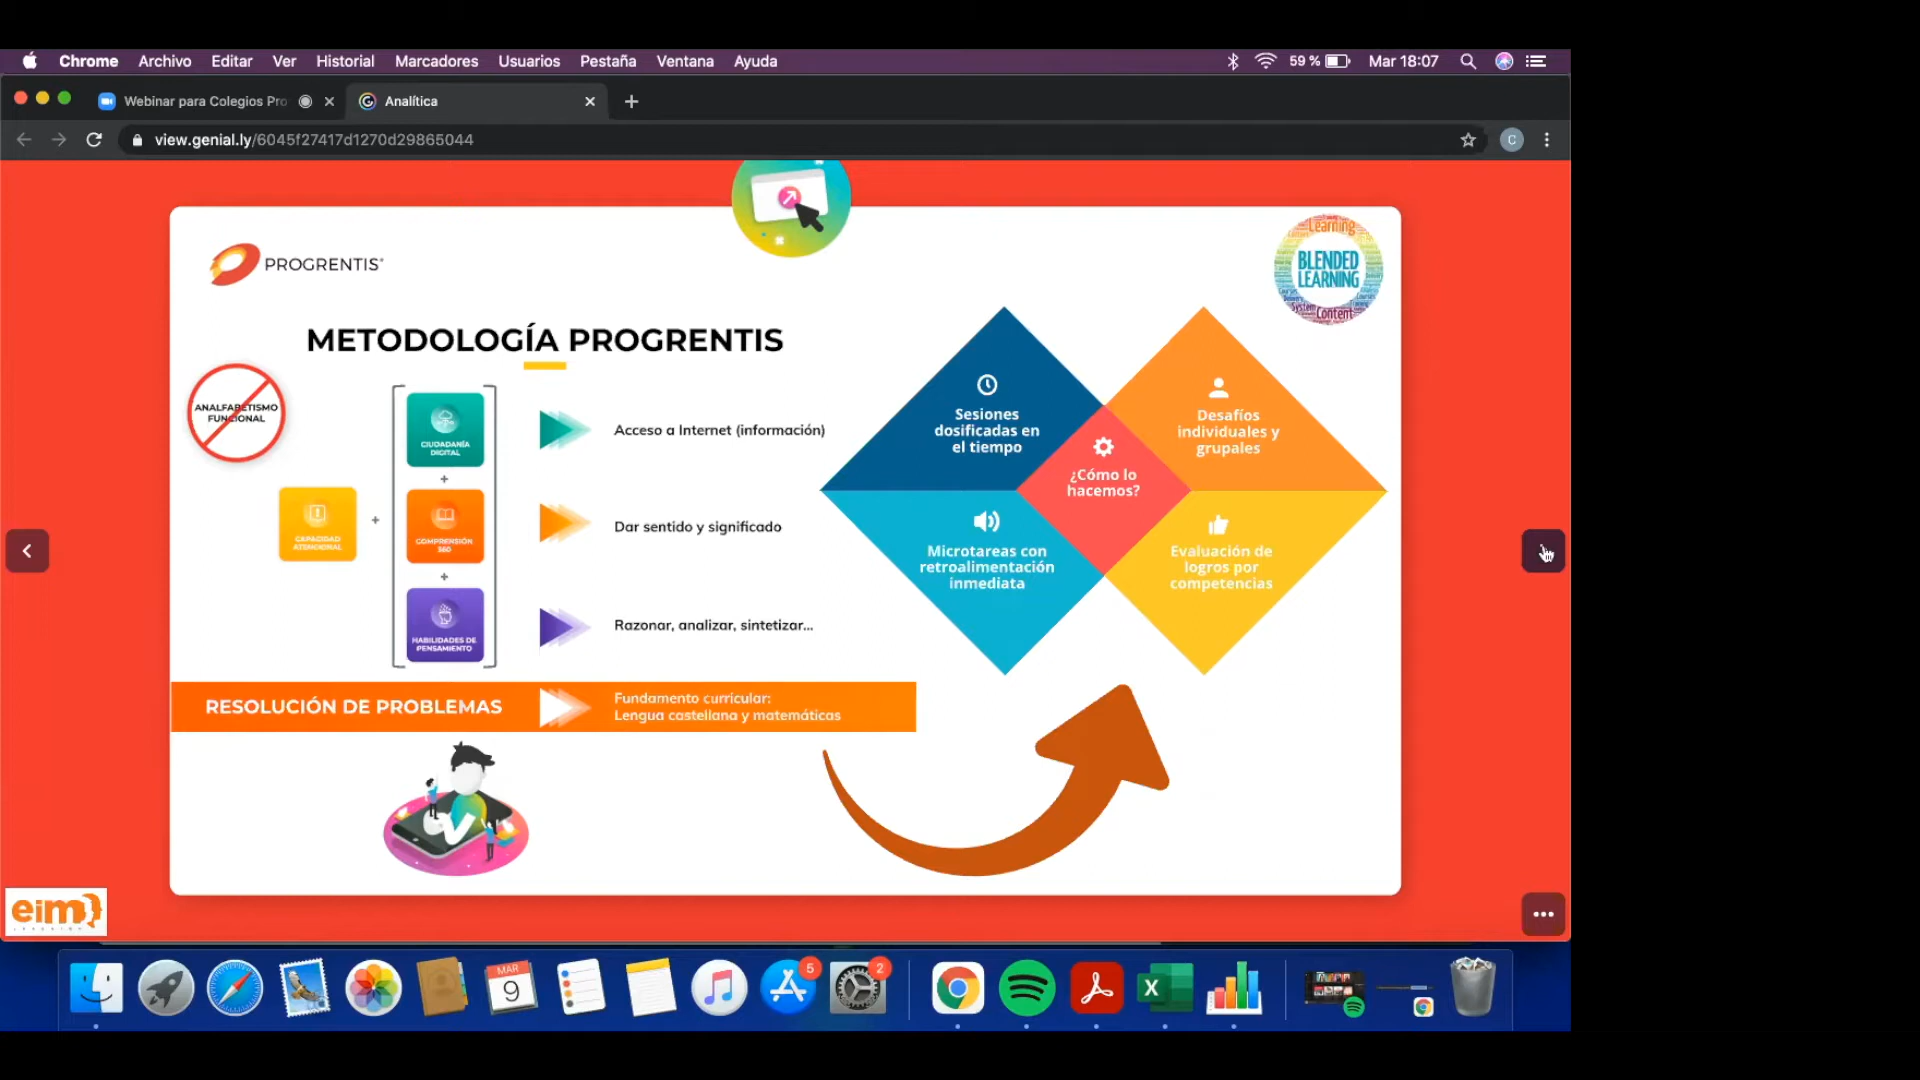 Chrome Archivo Editar Ver Historial Marcadores Usuarios Pestaña Ventana Ayuda
59 % Mar 18:07
Webinar para Colegios Pro
Analítica
view.genial.ly/6045f27417d1270d29865044
C
PROGRENTIS
Learning
BLENDED
LEARNING
System
Content
METODOLOGÍA PROGRENTIS
ANALFABETISMO
FUNCIONAL
CAPACIDAD
ATENCIONAL
+
CIUDADANÍA
DIGITAL
+
COMPRENSIÓN
360
+
HABILIDADES DE
PENSAMIENTO
Acceso a Internet (información)
Dar sentido y significado
Razonar, analizar, sintetizar...
Sesiones
dosificadas en
el tiempo
Desafíos
individuales y
grupales
¿Cómo lo
hacemos?
Microtareas con
retroalimentación
inmediata
Evaluación de
logros por
competencias
RESOLUCIÓN DE PROBLEMAS
Fundamento curricular:
Lengua castellana y matemáticas
eim
MAR
9
5
2
X